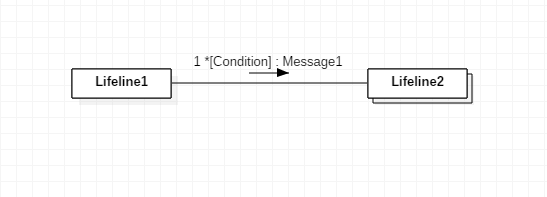 1 *[Condition] : Message1
Lifeline1
Lifeline2